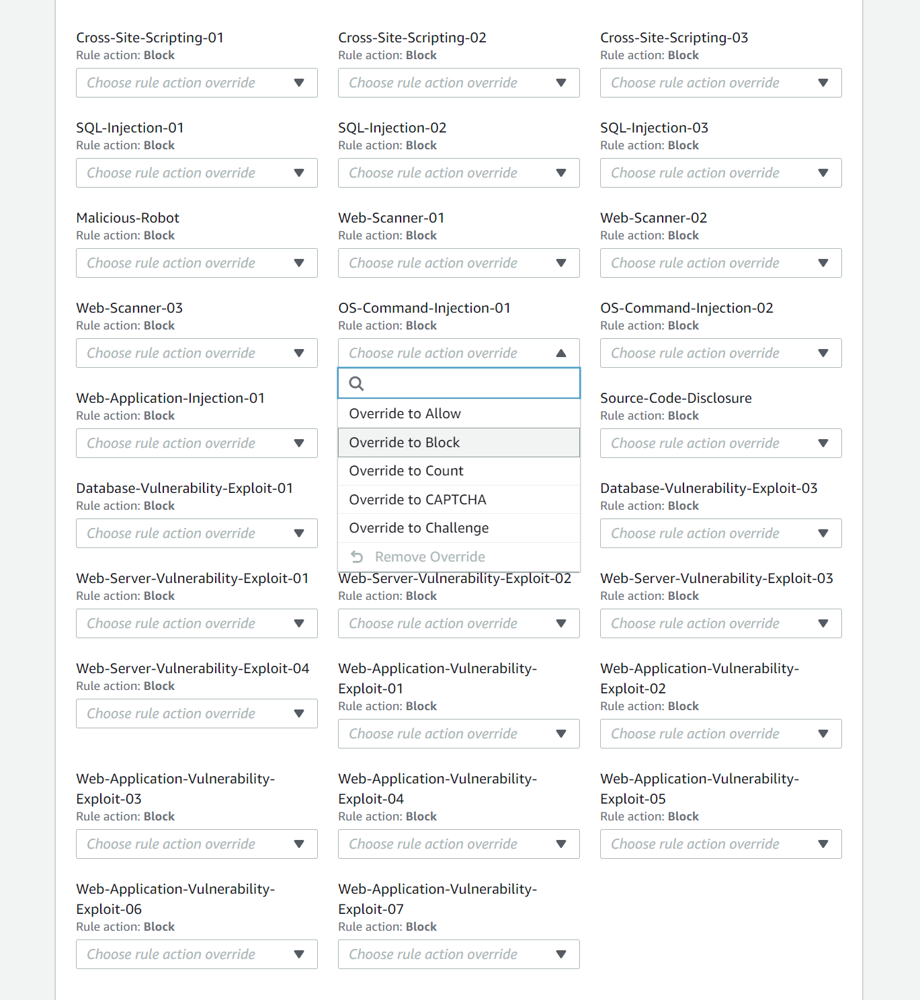 Cross-Site-Scripting-01
Rule action: Block
Choose rule action override
Cross-Site-Scripting-02
Rule action: Block
Choose rule action override
Cross-Site-Scripting-03
Rule action: Block
Choose rule action override
SQL-Injection-01
Rule action: Block
Choose rule action override
SQL-Injection-02
Rule action: Block
Choose rule action override
SQL-Injection-03
Rule action: Block
Choose rule action override
Malicious-Robot
Rule action: Block
Choose rule action override
Web-Scanner-01
Rule action: Block
Choose rule action override
Web-Scanner-02
Rule action: Block
Choose rule action override
Web-Scanner-03
Rule action: Block
Choose rule action override
OS-Command-Injection-01
Rule action: Block
Choose rule action override
Override to Allow
Override to Block
Override to Count
Override to CAPTCHA
Override to Challenge
Remove Override
OS-Command-Injection-02
Rule action: Block
Choose rule action override
Web-Application-Injection-01
Rule action: Block
Choose rule action override
Source-Code-Disclosure
Rule action: Block
Choose rule action override
Database-Vulnerability-Exploit-01
Rule action: Block
Choose rule action override
Database-Vulnerability-Exploit-03
Rule action: Block
Choose rule action override
Web-Server-Vulnerability-Exploit-01
Rule action: Block
Choose rule action override
Web-Server-Vulnerability-Exploit-02
Rule action: Block
Choose rule action override
Web-Server-Vulnerability-Exploit-03
Rule action: Block
Choose rule action override
Web-Server-Vulnerability-Exploit-04
Rule action: Block
Choose rule action override
Web-Application-Vulnerability-
Exploit-01
Rule action: Block
Choose rule action override
Web-Application-Vulnerability-
Exploit-02
Rule action: Block
Choose rule action override
Web-Application-Vulnerability-
Exploit-03
Rule action: Block
Choose rule action override
Web-Application-Vulnerability-
Exploit-04
Rule action: Block
Choose rule action override
Web-Application-Vulnerability-
Exploit-05
Rule action: Block
Choose rule action override
Web-Application-Vulnerability-
Exploit-06
Rule action: Block
Choose rule action override
Web-Application-Vulnerability-
Exploit-07
Rule action: Block
Choose rule action override